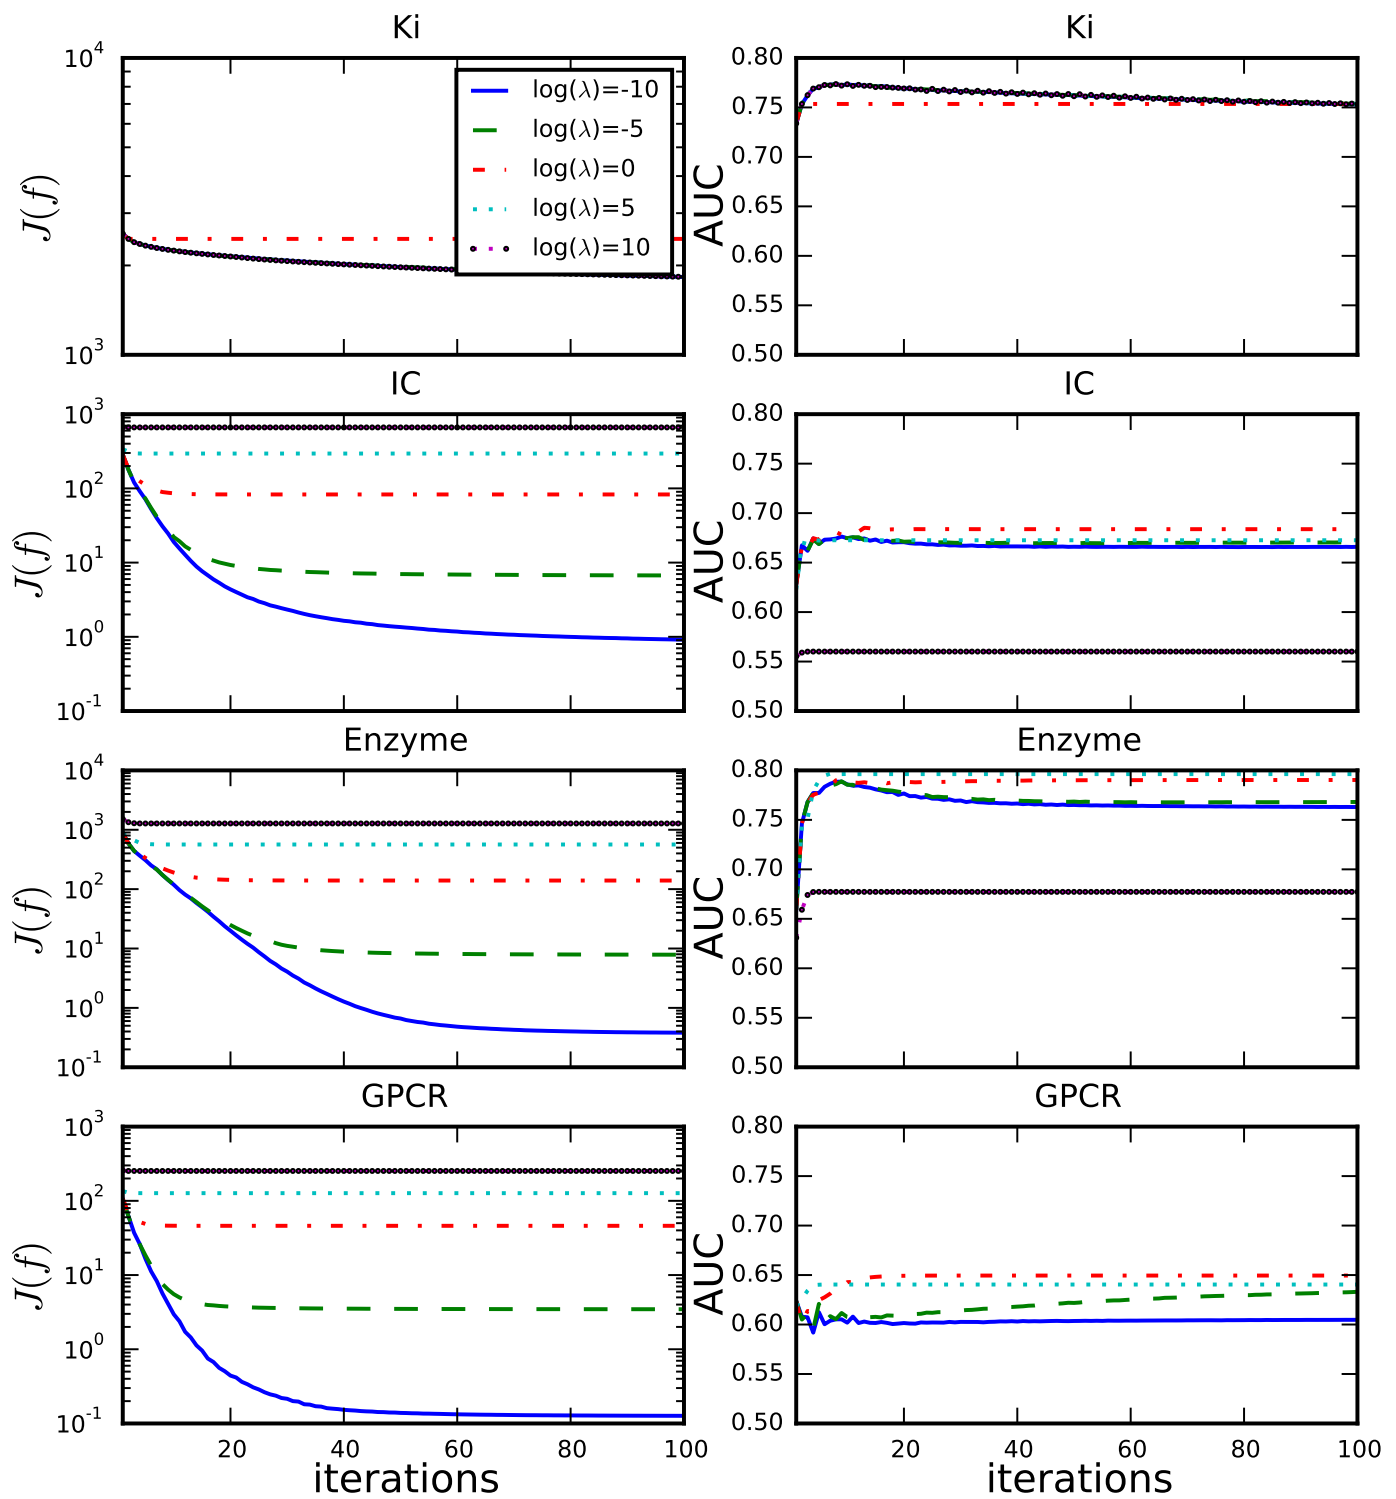 Ki
10^4
10^3
J(f)
log(λ)=-10
log(λ)=-5
log(λ)=0
log(λ)=5
log(λ)=10
Ki
0.80
0.75
0.70
0.65
0.60
0.55
0.50
AUC
IC
10^3
10^2
10^1
10^0
10^-1
J(f)
IC
0.80
0.75
0.70
0.65
0.60
0.55
0.50
AUC
Enzyme
10^4
10^3
10^2
10^1
10^0
10^-1
J(f)
Enzyme
0.80
0.75
0.70
0.65
0.60
0.55
0.50
AUC
GPCR
10^3
10^2
10^1
10^0
10^-1
J(f)
20 40 60 80 100
iterations
GPCR
0.80
0.75
0.70
0.65
0.60
0.55
0.50
AUC
20 40 60 80 100
iterations